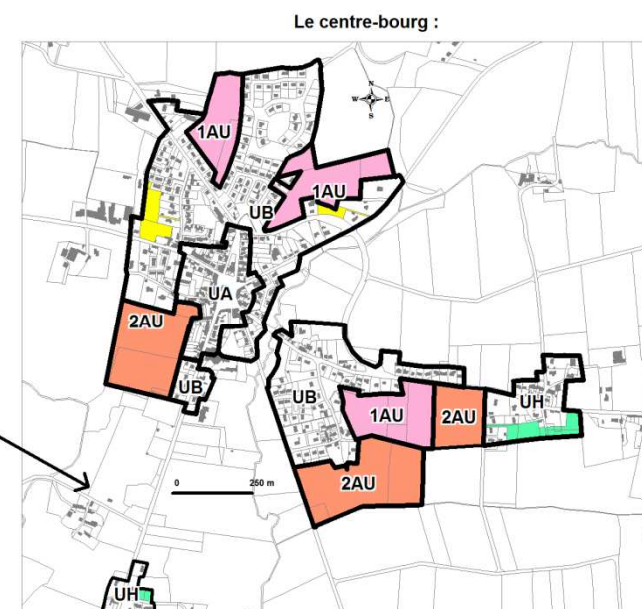 Le centre-bourg :
N
W E
S
1AU
1AU
UB
UA
2AU
UB
UB
1AU
2AU
UH
0 250 m
2AU
UH